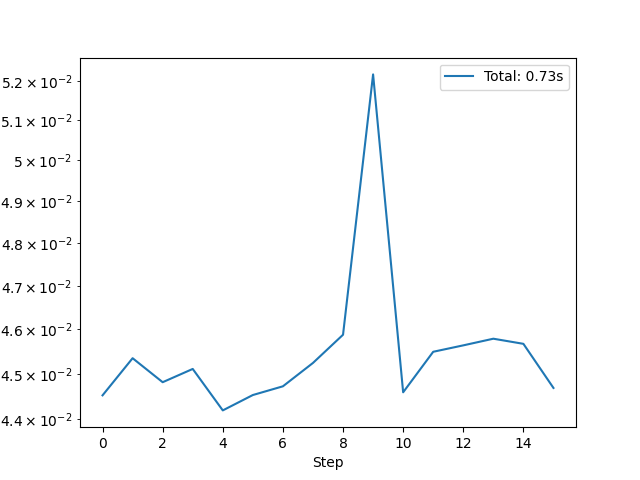 Total: 0.73s
5.2 × 10⁻²
5.1 × 10⁻²
5 × 10⁻²
4.9 × 10⁻²
4.8 × 10⁻²
4.7 × 10⁻²
4.6 × 10⁻²
4.5 × 10⁻²
4.4 × 10⁻²
0 2 4 6 8 10 12 14
Step